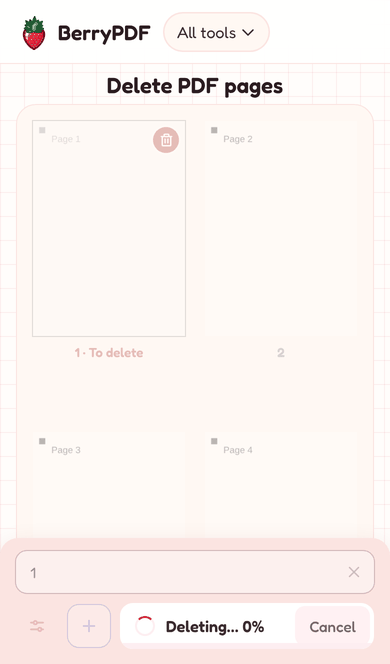 BerryPDF
All tools
Delete PDF pages
Page 1
Page 2
1 · To delete
2
Page 3
Page 4
1
Deleting... 0%
Cancel